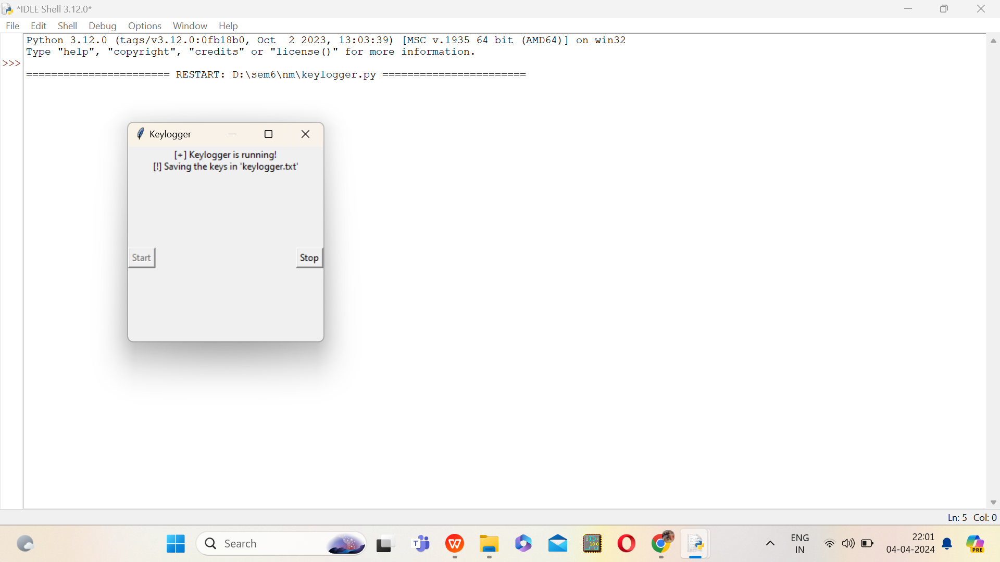 *IDLE Shell 3.12.0*
File Edit Shell Debug Options Window Help
Python 3.12.0 (tags/v3.12.0:0fb18b0, Oct  2 2023, 13:03:39) [MSC v.1935 64 bit (AMD64)] on win32
Type "help", "copyright", "credits" or "license()" for more information.
>>>
======================= RESTART: D:\sem6\nm\keylogger.py =======================
Keylogger
[+] Keylogger is running!
[!] Saving the keys in 'keylogger.txt'
Start Stop
Ln: 5 Col: 0
Search
ENG
IN
22:01
04-04-2024
PRE